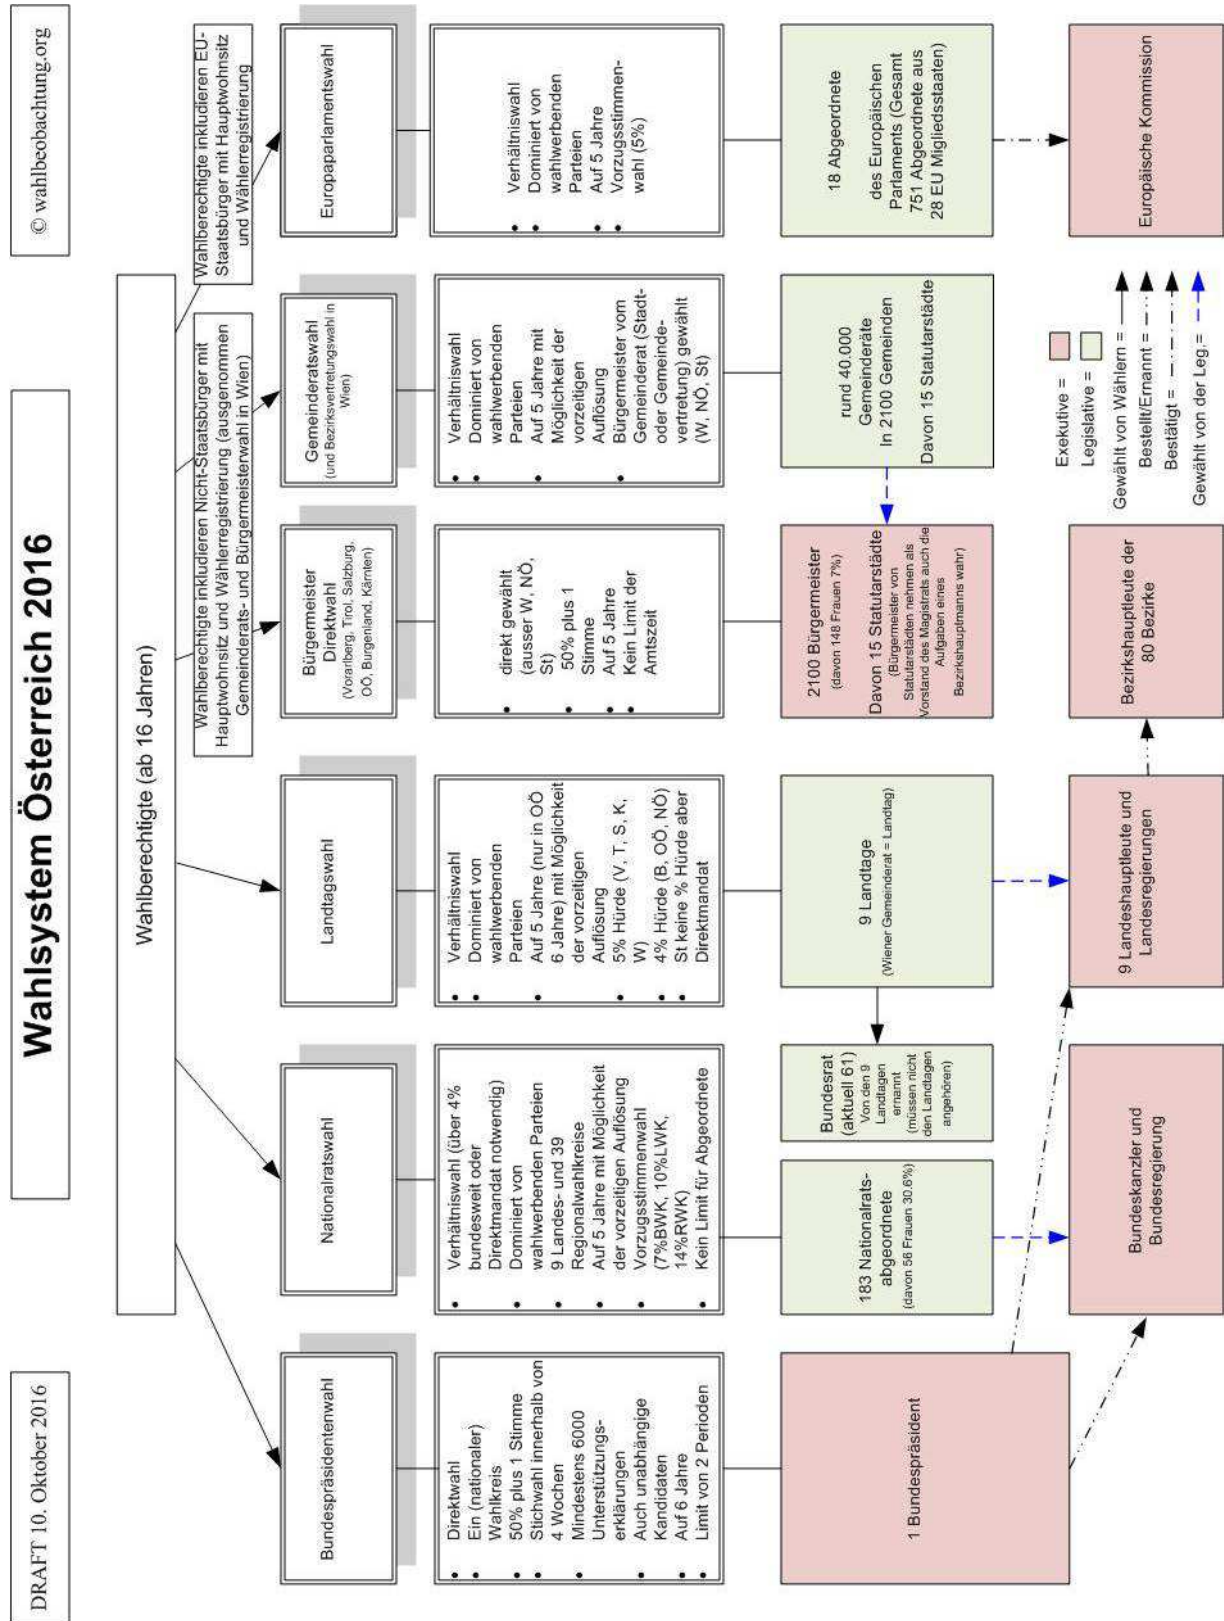 DRAFT 10. Oktober 2016
Wahlsystem Österreich 2016
© wahlbeobachtung.org
Wahlberechtigte (ab 16 Jahren)
Wahlberechtigte inkludieren Nicht-Staatsbürger mit
Hauptwohnsitz und Wählerregistrierung (ausgenommen
Gemeinderats- und Bürgermeisterwahl in Wien)
Wahlberechtigte inkludieren EU-
Staatsbürger mit Hauptwohnsitz
und Wählerregistrierung
Bundespräsidentenwahl
Nationalratswahl
Landtagswahl
Bürgermeister
Direktwahl
(Vorarlberg, Tirol, Salzburg,
OÖ, Burgenland, Kärnten)
Gemeinderatswahl
(und Bezirksvertretungswahl in
Wien)
Europaparlamentswahl
• Direktwahl
• Ein (nationaler)
Wahlkreis
• 50% plus 1 Stimme
• Stichwahl innerhalb von
4 Wochen
• Mindestens 6000
Unterstützungs-
erklärungen
• Auch unabhängige
Kandidaten
• Auf 6 Jahre
• Limit von 2 Perioden
• Verhältniswahl (über 4%
bundesweit oder
Direktmandat notwendig)
• Dominiert von
wahlwerbenden Parteien
• 9 Landes- und 39
Regionalwahlkreise
• Auf 5 Jahre mit Möglichkeit
der vorzeitigen Auflösung
• Vorzugsstimmenwahl
(7%BWK, 10%LWK,
14%RWK)
• Kein Limit für Abgeordnete
• Verhältniswahl
• Dominiert von
wahlwerbenden
Parteien
• Auf 5 Jahre (nur in OÖ
6 Jahre) mit Möglichkeit
der vorzeitigen
Auflösung
• 5% Hürde (V, T, S, K,
W)
• 4% Hürde (B, OÖ, NÖ)
• St keine % Hürde aber
Direktmandat
• direkt gewählt
(ausser W, NÖ,
St)
• 50% plus 1
Stimme
• Auf 5 Jahre
• Kein Limit der
Amtszeit
• Verhältniswahl
• Dominiert von
wahlwerbenden
Parteien
• Auf 5 Jahre mit
Möglichkeit der
vorzeitigen
Auflösung
• Bürgermeister vom
Gemeinderat (Stadt-
oder Gemeinde-
vertretung) gewählt
(W, NÖ, St)
• Verhältniswahl
• Dominiert von
wahlwerbenden
Parteien
• Auf 5 Jahre
• Vorzugsstimmen-
wahl (5%)
1 Bundespräsident
183 Nationalrats-
abgeordnete
(davon 56 Frauen 30.6%)
Bundesrat
(aktuell 61)
Von den 9
Landtagen
ernannt
(müssen nicht
den Landtagen
angehören)
9 Landtage
(Wiener Gemeinderat = Landtag)
2100 Bürgermeister
(davon 148 Frauen 7%)
Davon 15 Statutarstädte
(Bürgermeister von
Statutarstädten nehmen als
Vorstand des Magistrats auch die
Aufgaben eines
Bezirkshauptmanns wahr)
rund 40.000
Gemeinderäte
In 2100 Gemeinden
Davon 15 Statutarstädte
18 Abgeordnete
des Europäischen
Parlaments (Gesamt
751 Abgeordnete aus
28 EU Migliedsstaaten)
Bundeskanzler und
Bundesregierung
9 Landeshauptleute und
Landesregierungen
Bezirkshauptleute der
80 Bezirke
Exekutive =
Legislative =
Gewählt von Wählern =
Bestellt/Ernannt =
Bestätigt =
Gewählt von der Leg.=
Europäische Kommission